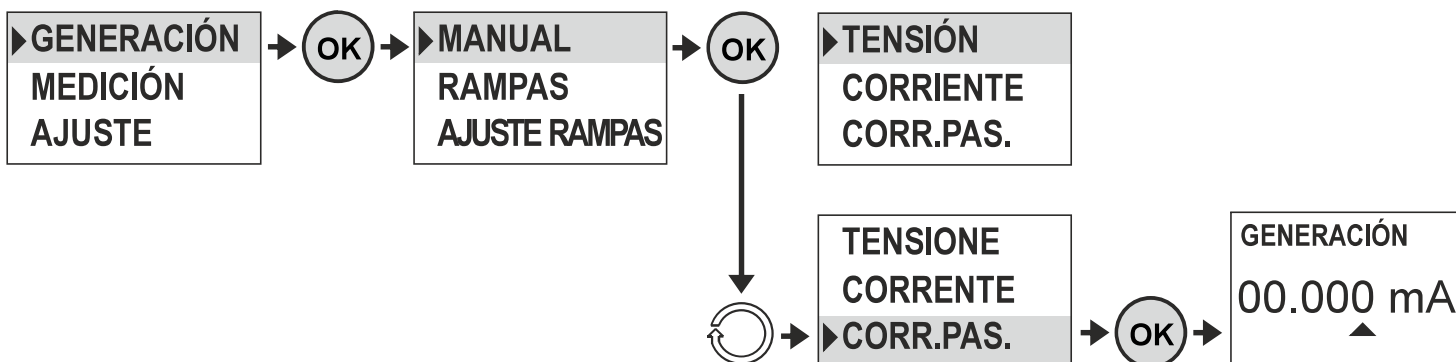 GENERACIÓN
MEDICIÓN
AJUSTE
OK
MANUAL
RAMPAS
AJUSTE RAMPAS
OK
TENSIÓN
CORRIENTE
CORR.PAS.
TENSIONE
CORRENTE
CORR.PAS.
OK
GENERACIÓN
00.000 mA